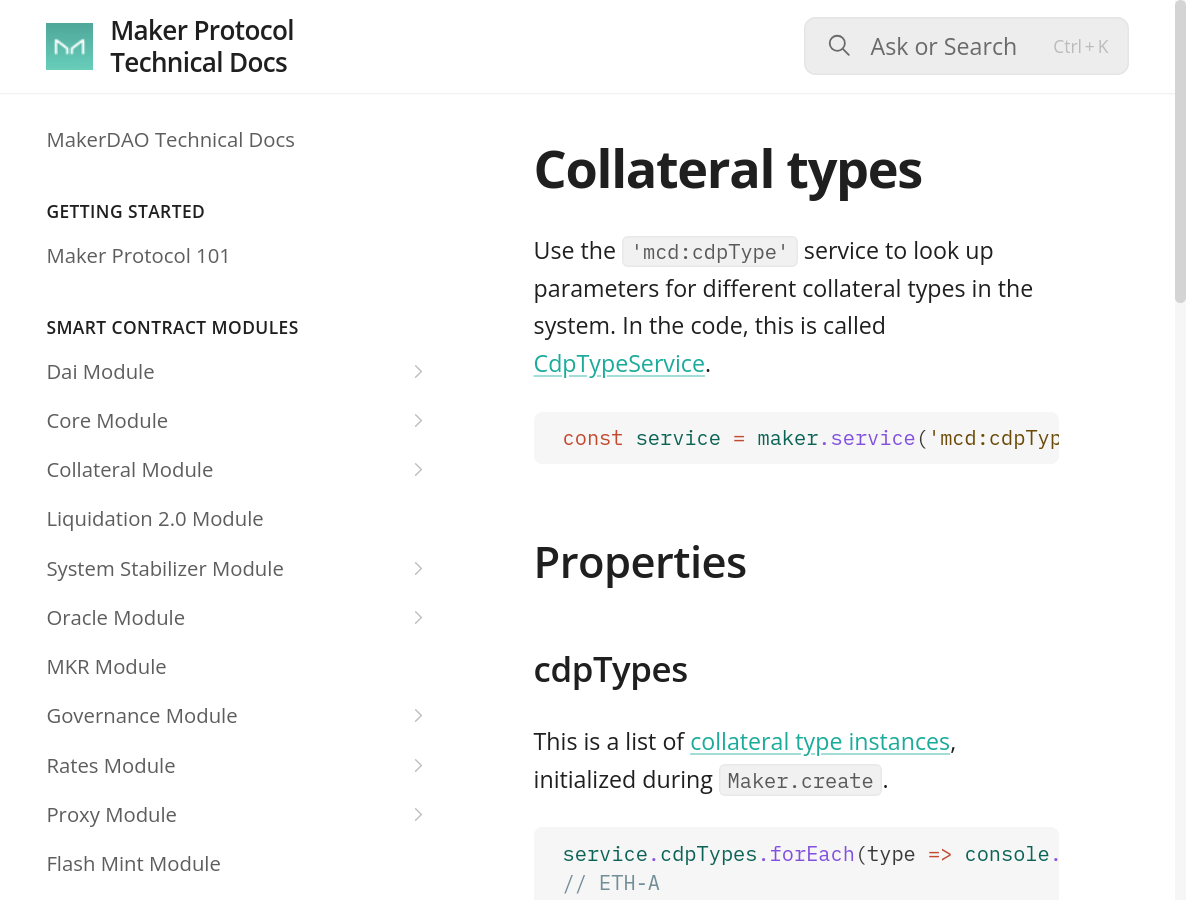 Maker Protocol
Technical Docs
Ask or Search
Ctrl + K
MakerDAO Technical Docs
GETTING STARTED
Maker Protocol 101
SMART CONTRACT MODULES
Dai Module
Core Module
Collateral Module
Liquidation 2.0 Module
System Stabilizer Module
Oracle Module
MKR Module
Governance Module
Rates Module
Proxy Module
Flash Mint Module
Collateral types
Use the 'mcd:cdpType' service to look up
parameters for different collateral types in the
system. In the code, this is called
CdpTypeService.
const service = maker.service('mcd:cdpTyp
Properties
cdpTypes
This is a list of collateral type instances,
initialized during Maker.create.
service.cdpTypes.forEach(type => console.
// ETH-A